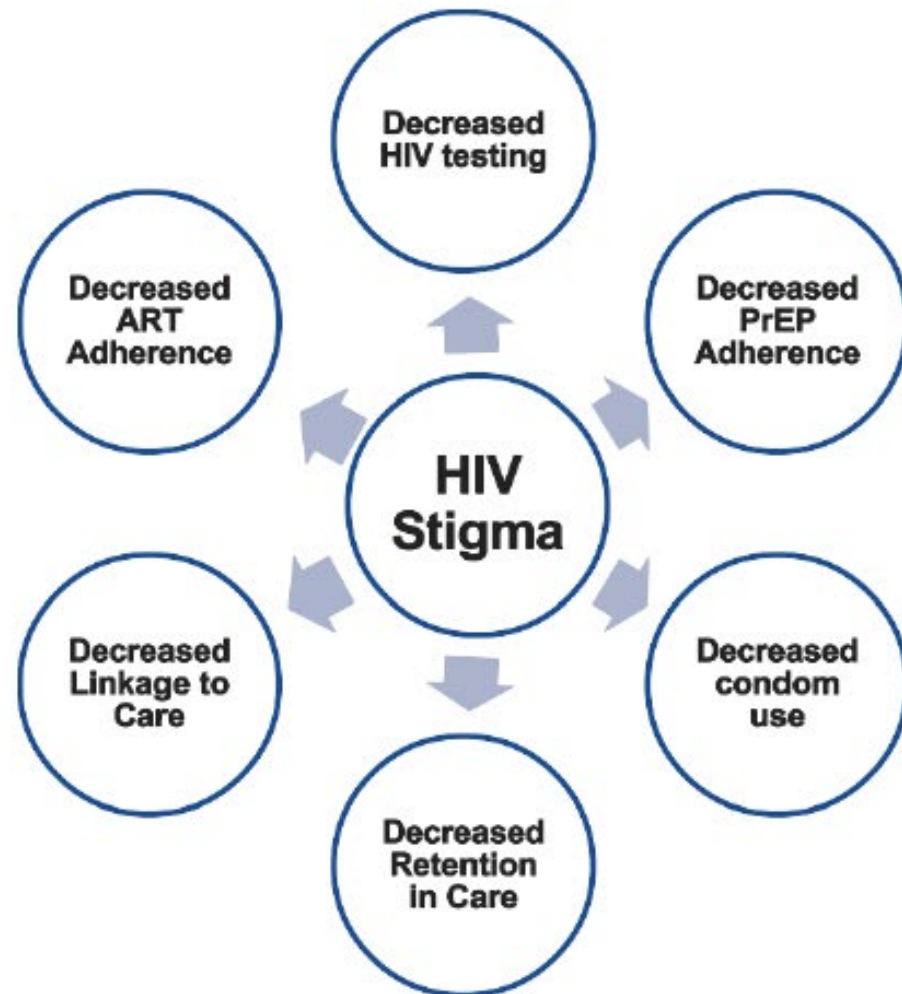 Decreased
HIV testing
Decreased
ART
Adherence
Decreased
PrEP
Adherence
HIV
Stigma
Decreased
Linkage to
Care
Decreased
condom
use
Decreased
Retention
in Care